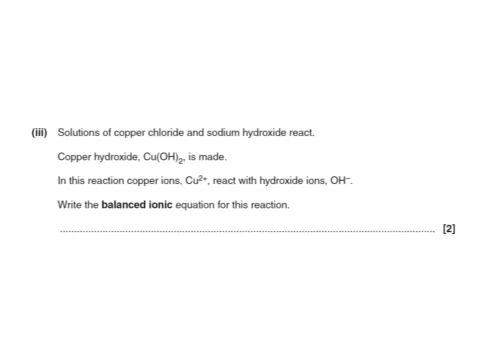 (iii) Solutions of copper chloride and sodium hydroxide react.
Copper hydroxide, Cu(OH)₂, is made.
In this reaction copper ions, Cu²⁺, react with hydroxide ions, OH⁻.
Write the balanced ionic equation for this reaction.
[2]